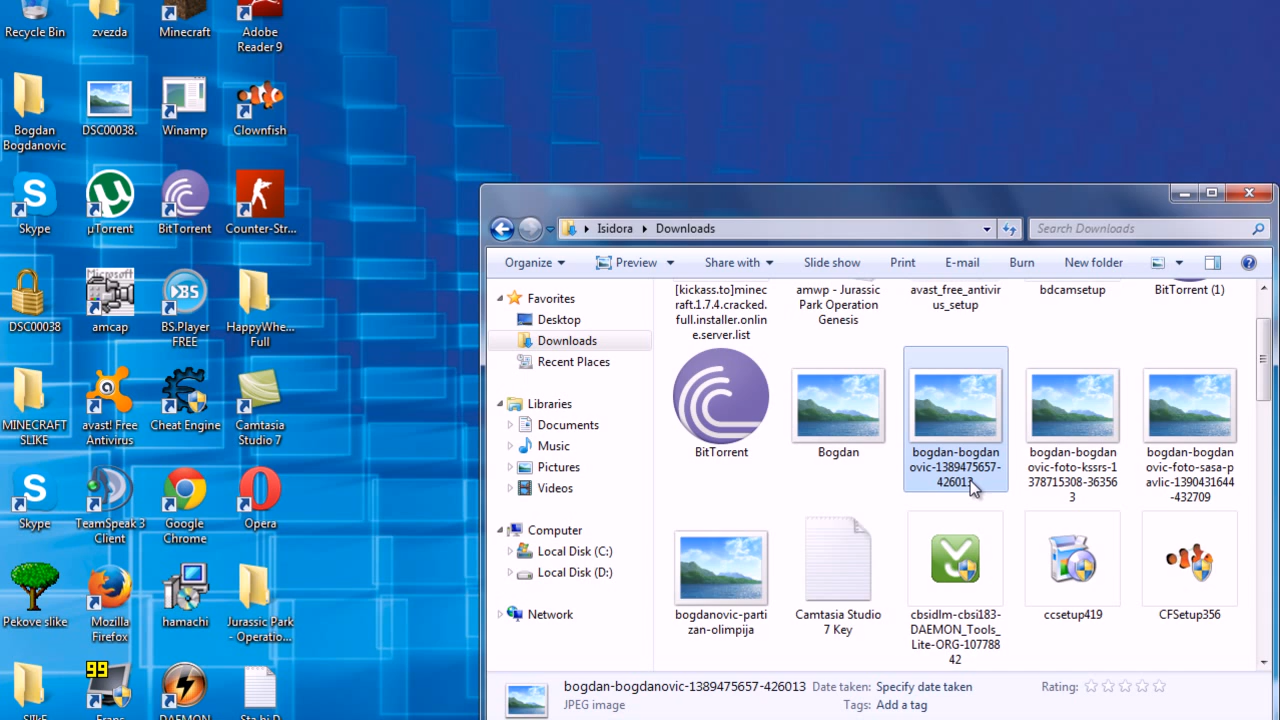 Recycle Bin
zvezda
Minecraft
Adobe
Reader 9
Bogdan
Bogdanovic
DSC00038.
Winamp
Clownfish
Skype
µTorrent
BitTorrent
Counter-Str...
DSC00038
Microsoft
amcap
BS
BS.Player
FREE
HappyWhe...
Full
MINECRAFT
SLIKE
avast! Free
Antivirus
Cheat Engine
Camtasia
Studio 7
Skype
TeamSpeak 3
Client
Google
Chrome
Opera
Pekove slike
Mozilla
Firefox
hamachi
Jurassic Park
- Operatio...
99
Isidora
Downloads
Search Downloads
Organize
Preview
Share with
Slide show
Print
E-mail
Burn
New folder
Favorites
Desktop
Downloads
Recent Places
Libraries
Documents
Music
Pictures
Videos
Computer
Local Disk (C:)
Local Disk (D:)
Network
[kickass.to]minec
raft.1.7.4.cracked.
full.installer.onlin
e.server.list
amwp - Jurassic
Park Operation
Genesis
avast_free_antivir
us_setup
bdcamsetup
BitTorrent (1)
BitTorrent
Bogdan
bogdan-bogdan
ovic-1389475657-
426013
bogdan-bogdan
ovic-foto-kssrs-1
378715308-36356
3
bogdan-bogdan
ovic-foto-sasa-p
avlic-1390431644
-432709
bogdanovic-parti
zan-olimpija
Camtasia Studio
7 Key
cbsidlm-cbsi183-
DAEMON_Tools_
Lite-ORG-107788
42
ccsetup419
CFSetup356
bogdan-bogdanovic-1389475657-426013
Date taken: Specify date taken
Rating:
JPEG image
Tags: Add a tag